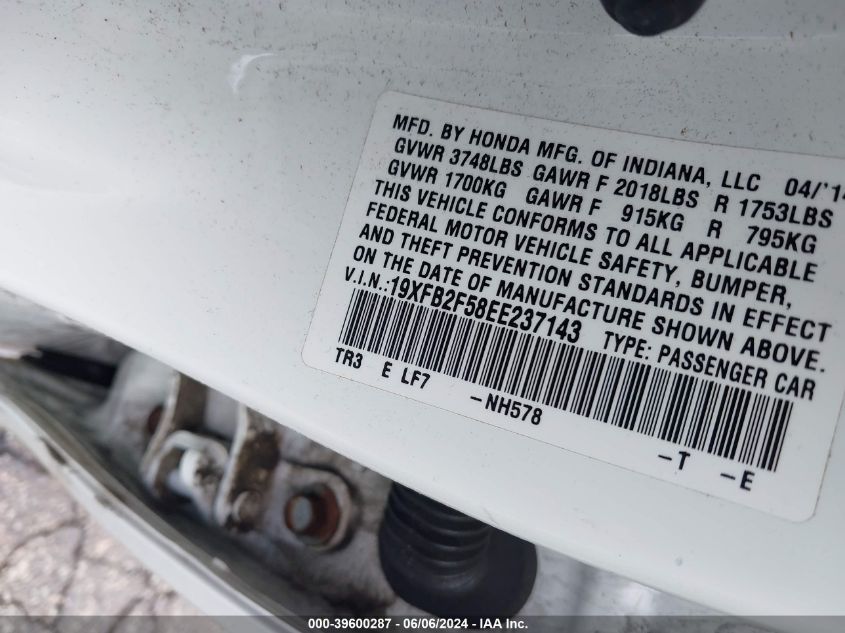 MFD. BY HONDA MFG. OF INDIANA, LLC 04/'14
GVWR 3748LBS GAWR F 2018LBS R 1753LBS
GVWR 1700KG GAWR F 915KG R 795KG
THIS VEHICLE CONFORMS TO ALL APPLICABLE
FEDERAL MOTOR VEHICLE SAFETY, BUMPER,
AND THEFT PREVENTION STANDARDS IN EFFECT
ON THE DATE OF MANUFACTURE SHOWN ABOVE.
V.I.N.:19XFB2F58EE237143 TYPE: PASSENGER CAR
TR3 E LF7 -NH578 -T -E
000-39600287 - 06/06/2024 - IAA Inc.